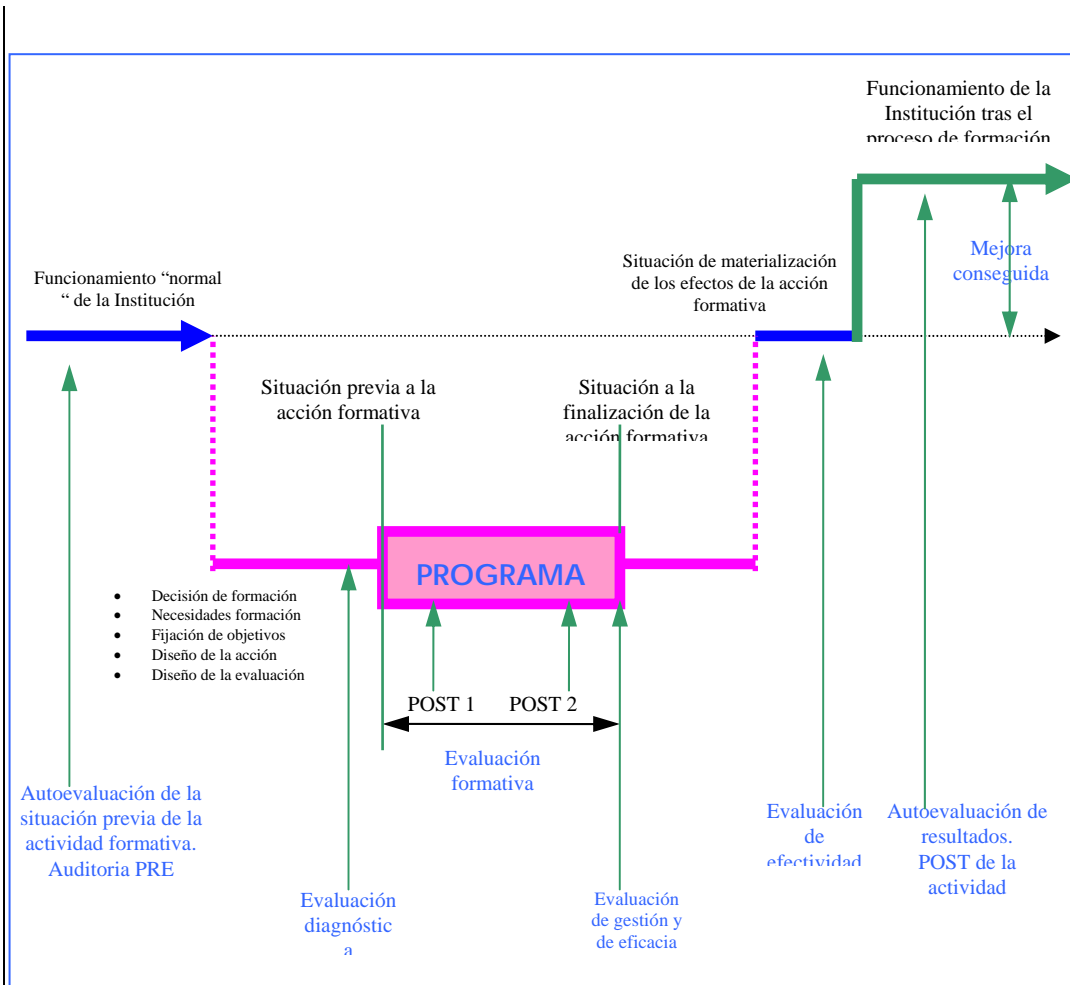 Funcionamiento de la
Institución tras el
proceso de formación
Mejora
conseguida
Situación de materialización
de los efectos de la acción
formativa
Funcionamiento “normal
“ de la Institución
Situación previa a la
acción formativa
Situación a la
finalización de la
acción formativa
PROGRAMA
• Decisión de formación
• Necesidades formación
• Fijación de objetivos
• Diseño de la acción
• Diseño de la evaluación
POST 1
POST 2
Evaluación
formativa
Autoevaluación de la
situación previa de la
actividad formativa.
Auditoria PRE
Evaluación
diagnóstic
a
Evaluación
de gestión y
de eficacia
Evaluación
de
efectividad
Autoevaluación de
resultados.
POST de la
actividad